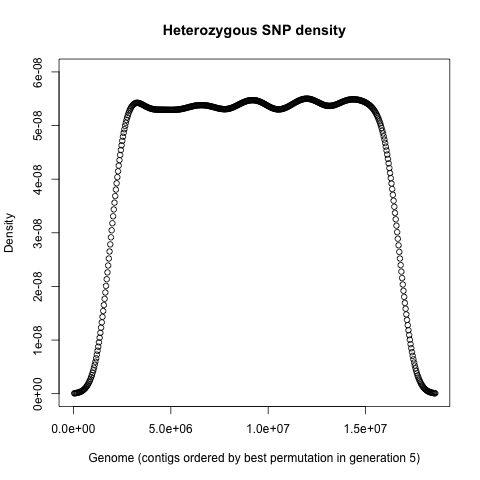 Heterozygous SNP density
6e-08
5e-08
4e-08
3e-08
2e-08
1e-08
0e+00
Density
0.0e+00 5.0e+06 1.0e+07 1.5e+07
Genome (contigs ordered by best permutation in generation 5)